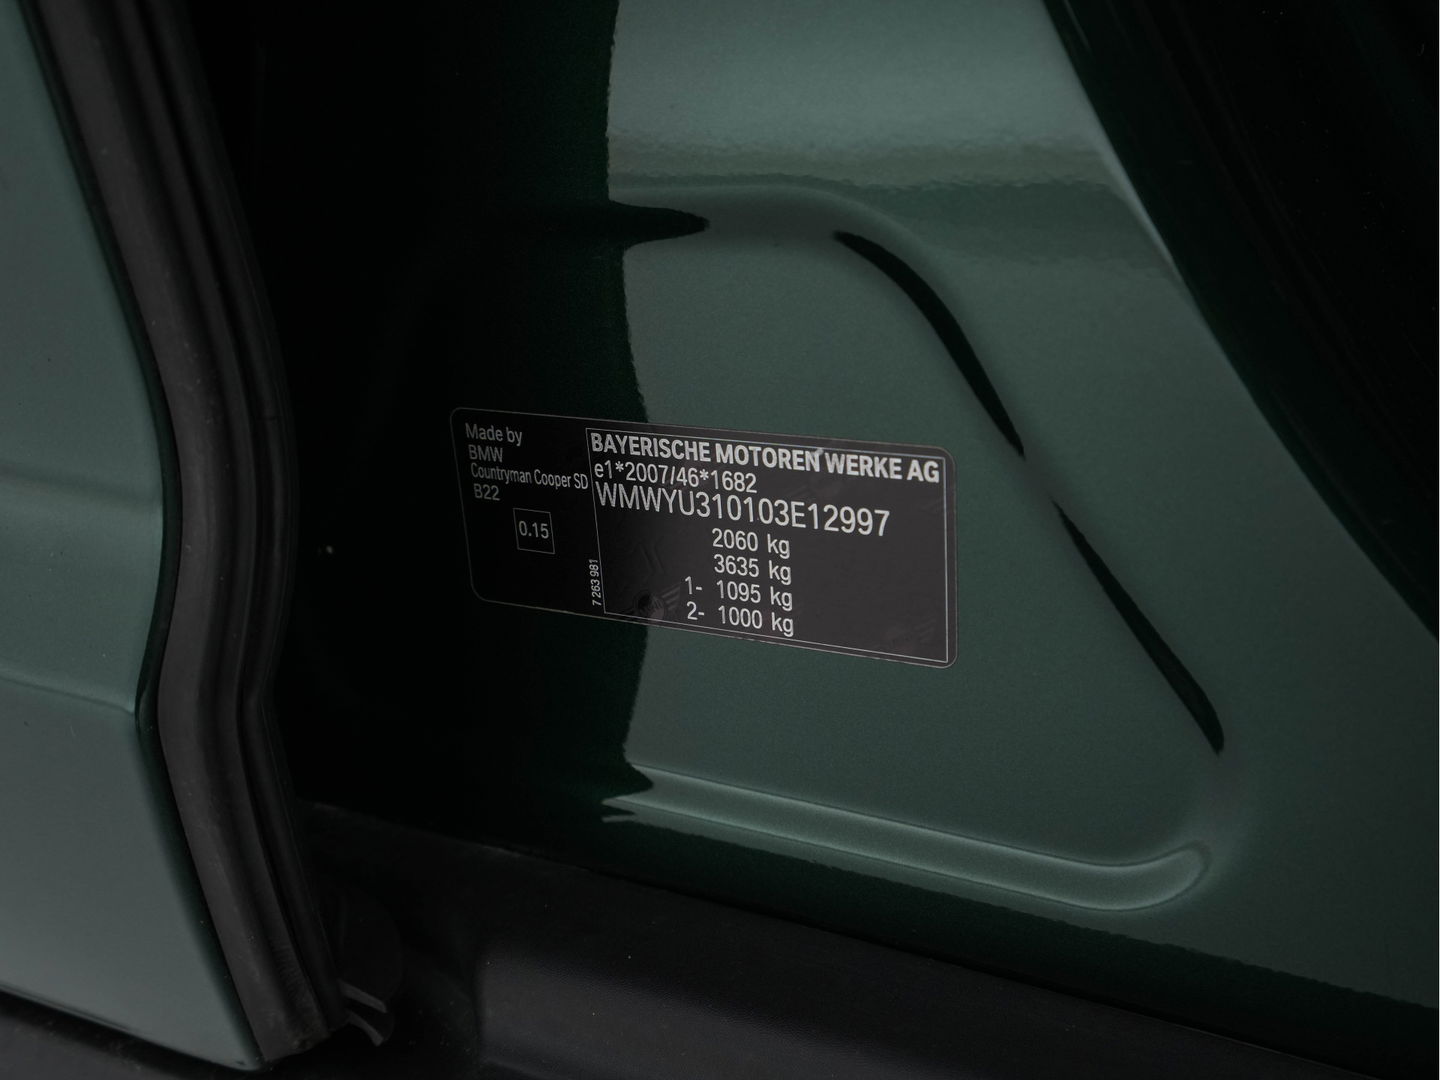 Made by
BMW
Countryman Cooper SD
B22
0.15
7 263 981
BAYERISCHE MOTOREN WERKE AG
e1*2007/46*1682
WMWYU310103E12997
2060 kg
3635 kg
1- 1095 kg
2- 1000 kg